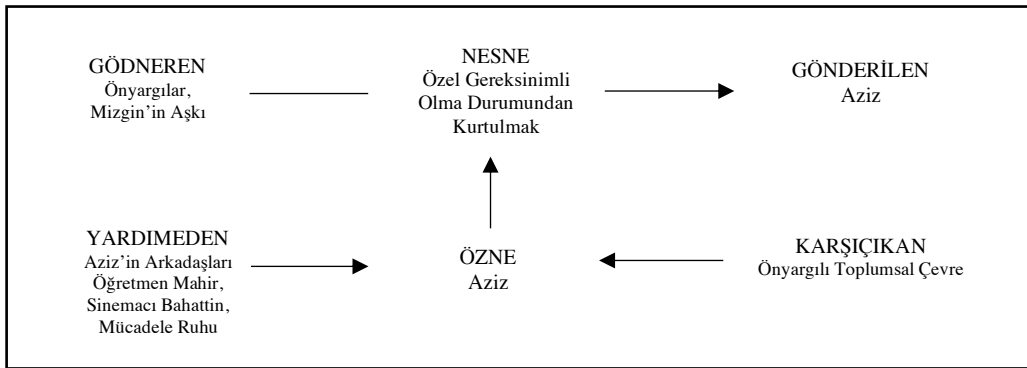 GÖDNEREN
Önyargılar,
Mizgin’in Aşkı
NESNE
Özel Gereksinimli
Olma Durumundan
Kurtulmak
GÖNDERİLEN
Aziz
YARDIMEDEN
Aziz’in Arkadaşları
Öğretmen Mahir,
Sinemacı Bahattin,
Mücadele Ruhu
ÖZNE
Aziz
KARŞIÇIKAN
Önyargılı Toplumsal Çevre